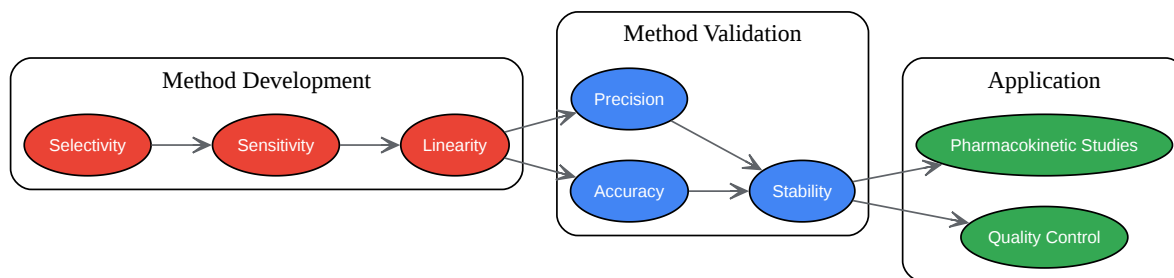 Method Development
Selectivity
Sensitivity
Linearity
Method Validation
Precision
Accuracy
Stability
Application
Pharmacokinetic Studies
Quality Control